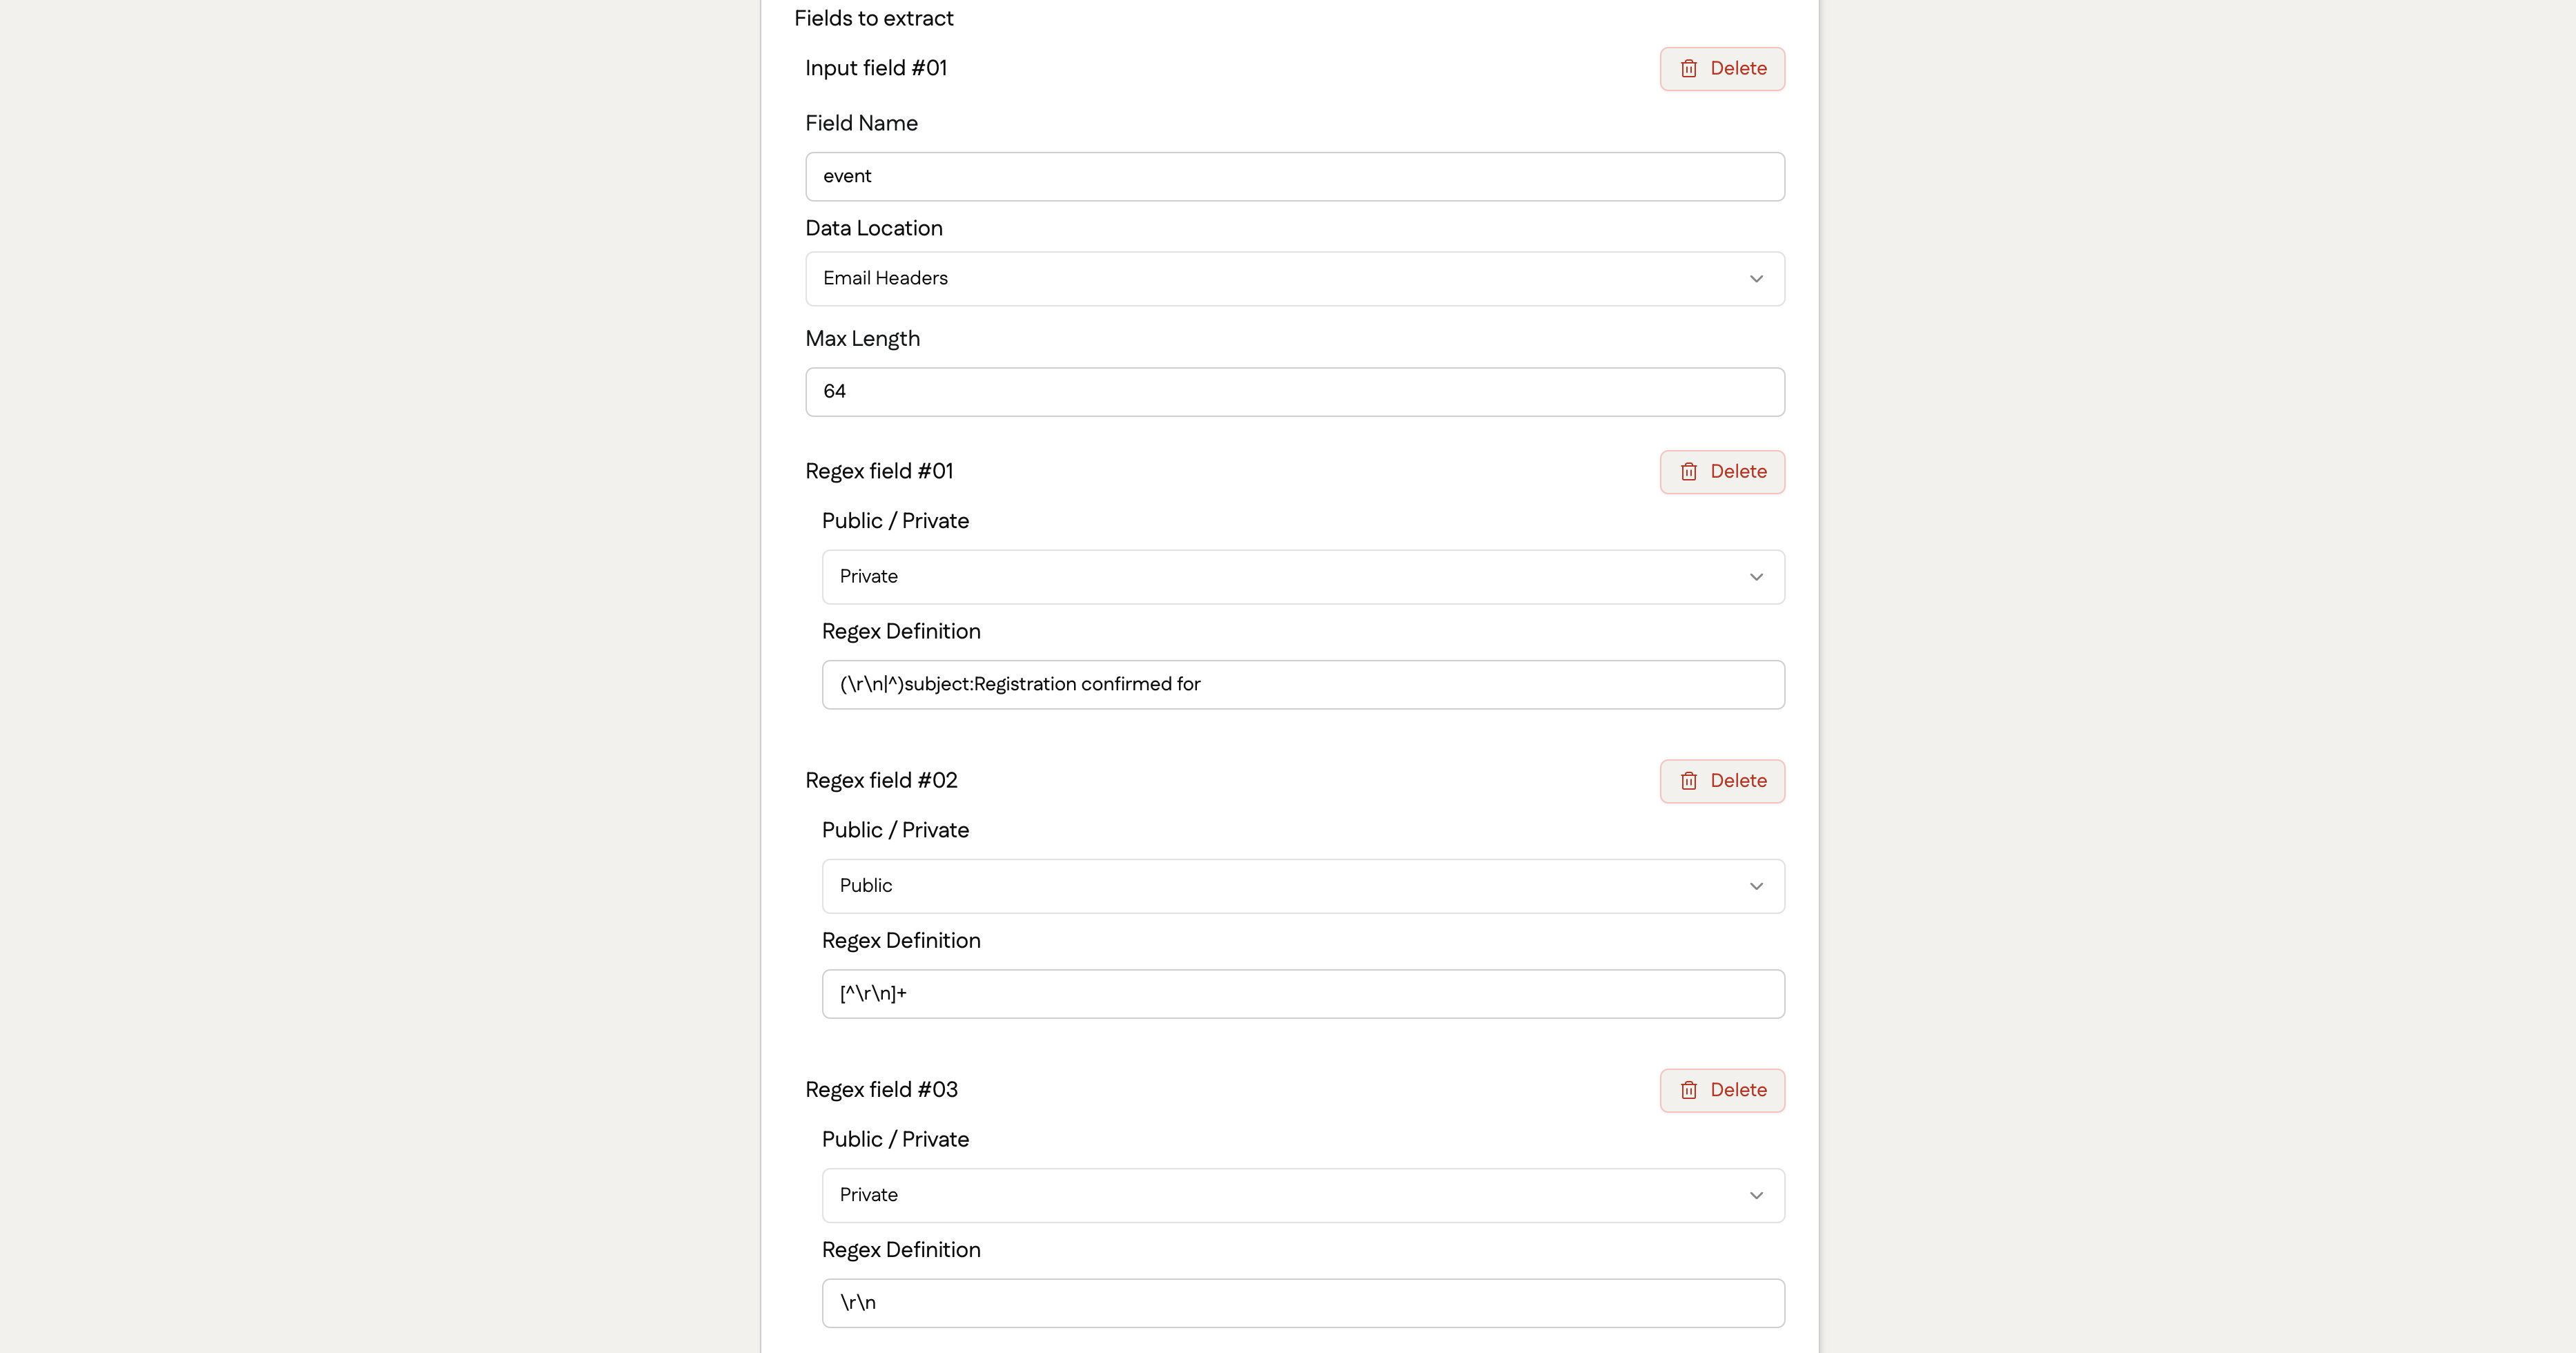 Fields to extract
Input field #01
Delete
Field Name
event
Data Location
Email Headers
Max Length
64
Regex field #01
Delete
Public / Private
Private
Regex Definition
(\r\n|^)subject:Registration confirmed for
Regex field #02
Delete
Public / Private
Public
Regex Definition
[^\r\n]+
Regex field #03
Delete
Public / Private
Private
Regex Definition
\r\n